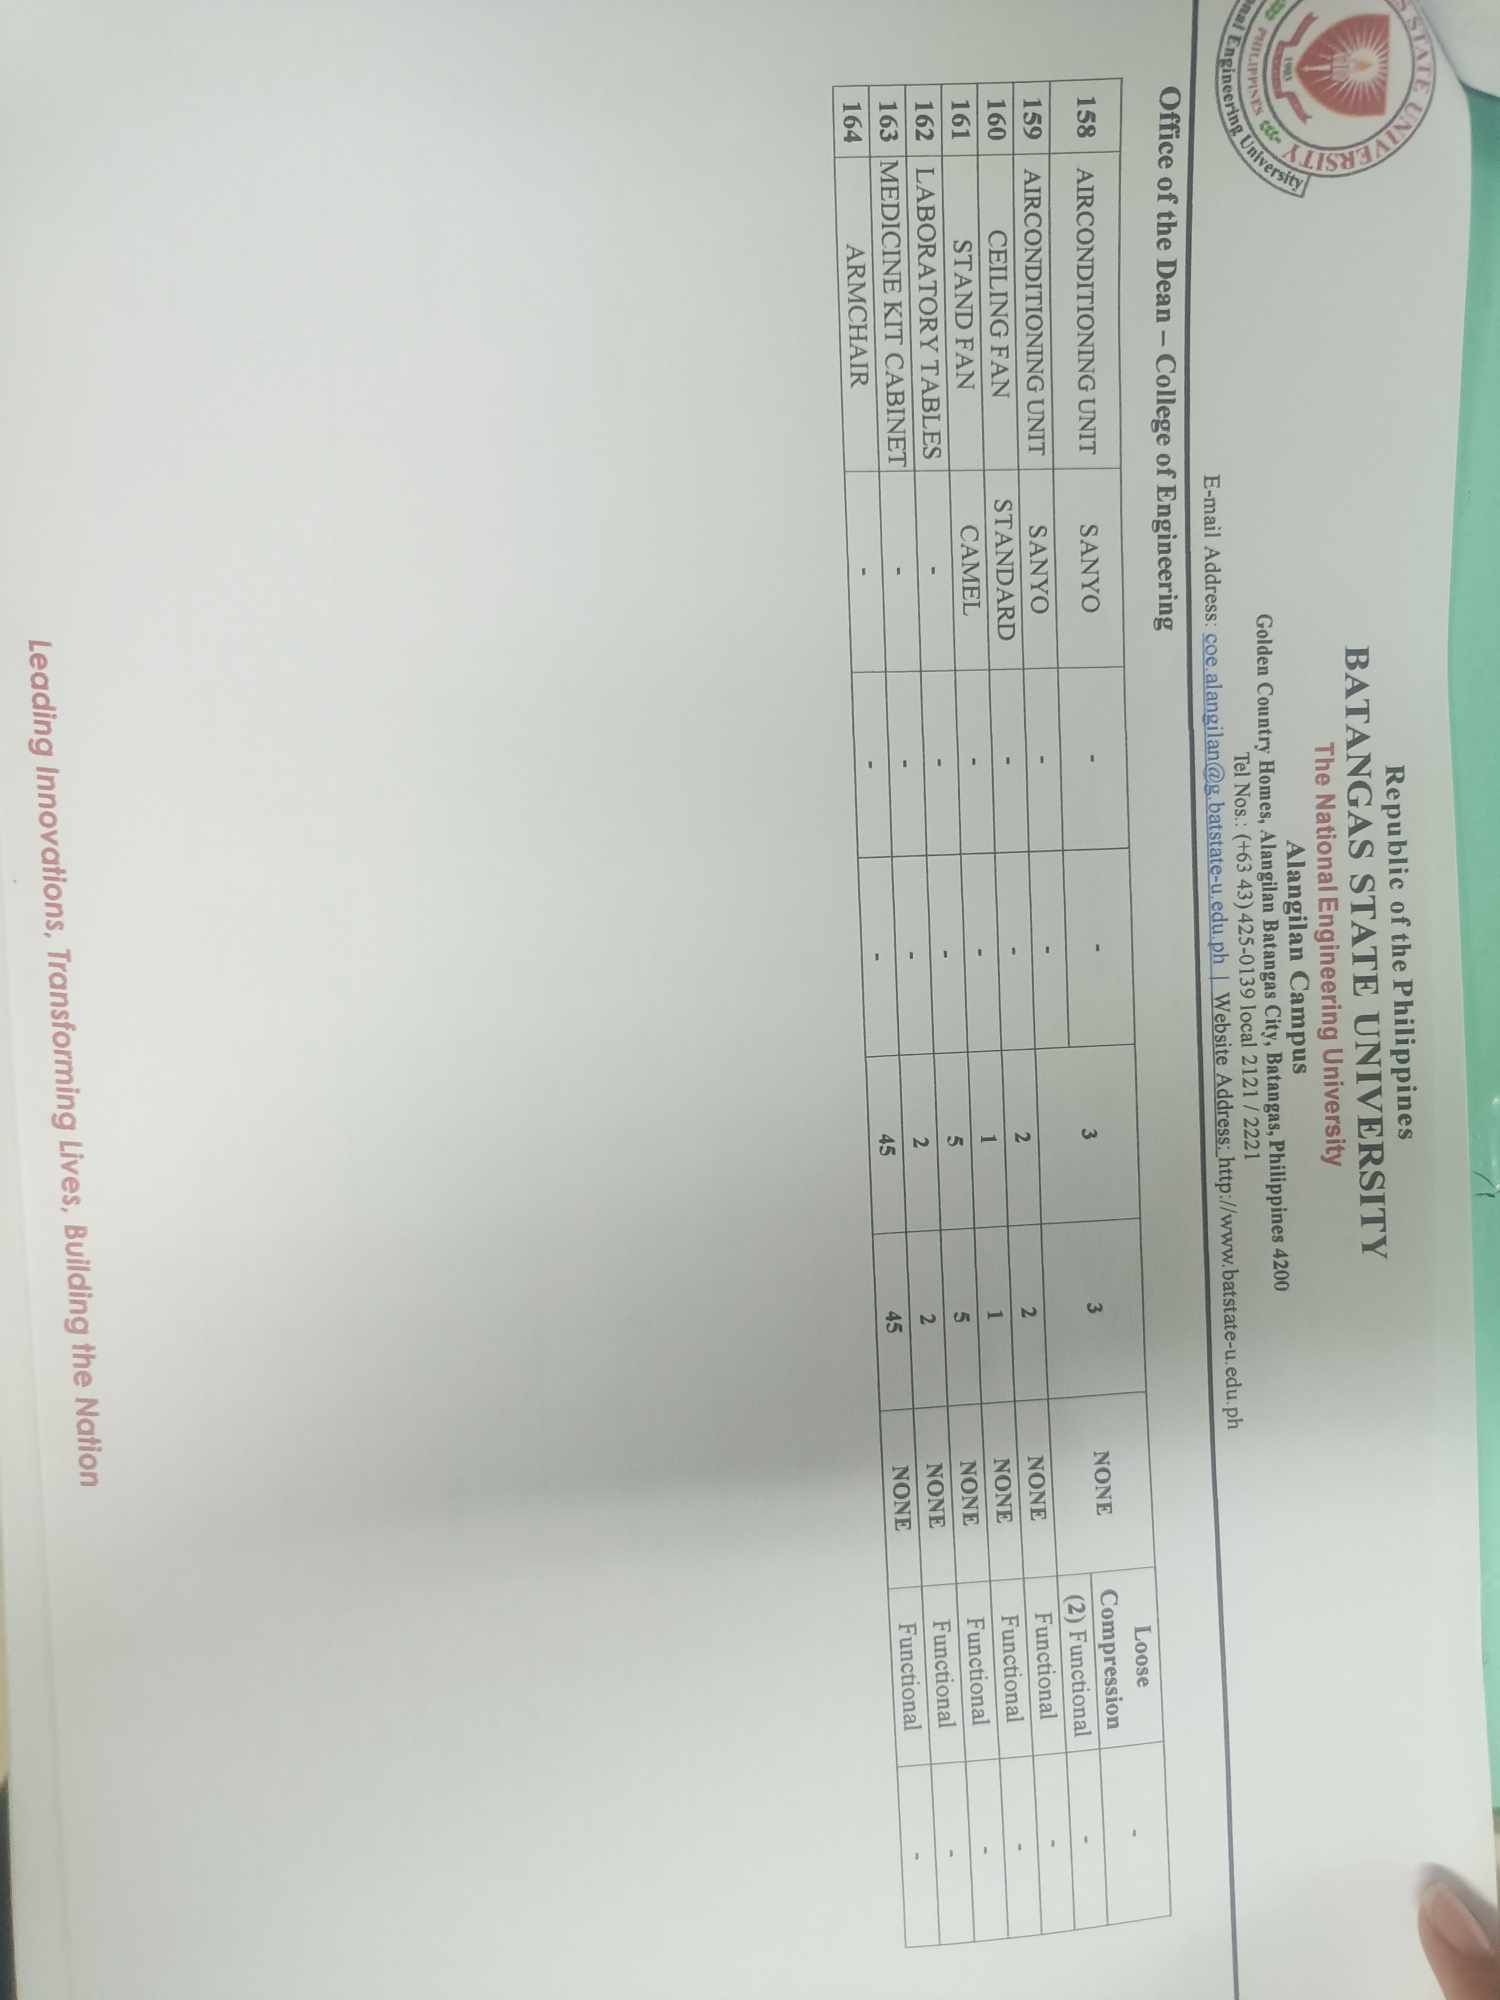 Republic of the Philippines
BATANGAS STATE UNIVERSITY
The National Engineering University
Alangilan Campus
Golden Country Homes, Alangilan Batangas City, Batangas, Philippines 4200
Tel Nos.: (+63 43) 425-0139 local 2121 / 2221
E-mail Address: coe.alangilan@g.batstate-u.edu.ph | Website Address: http://www.batstate-u.edu.ph
STATE UNIVERSITY
PHILIPPINES
1903
Engineering University
Office of the Dean – College of Engineering
158 AIRCONDITIONING UNIT SANYO - - 3 3 NONE Loose Compression -
(2) Functional -
159 AIRCONDITIONING UNIT SANYO - - 2 2 NONE Functional -
160 CEILING FAN STANDARD - - 1 1 NONE Functional -
161 STAND FAN CAMEL - - 5 5 NONE Functional -
162 LABORATORY TABLES - - - 2 2 NONE Functional -
163 MEDICINE KIT CABINET - - - 45 45 NONE Functional -
164 ARMCHAIR - - -
Leading Innovations, Transforming Lives, Building the Nation